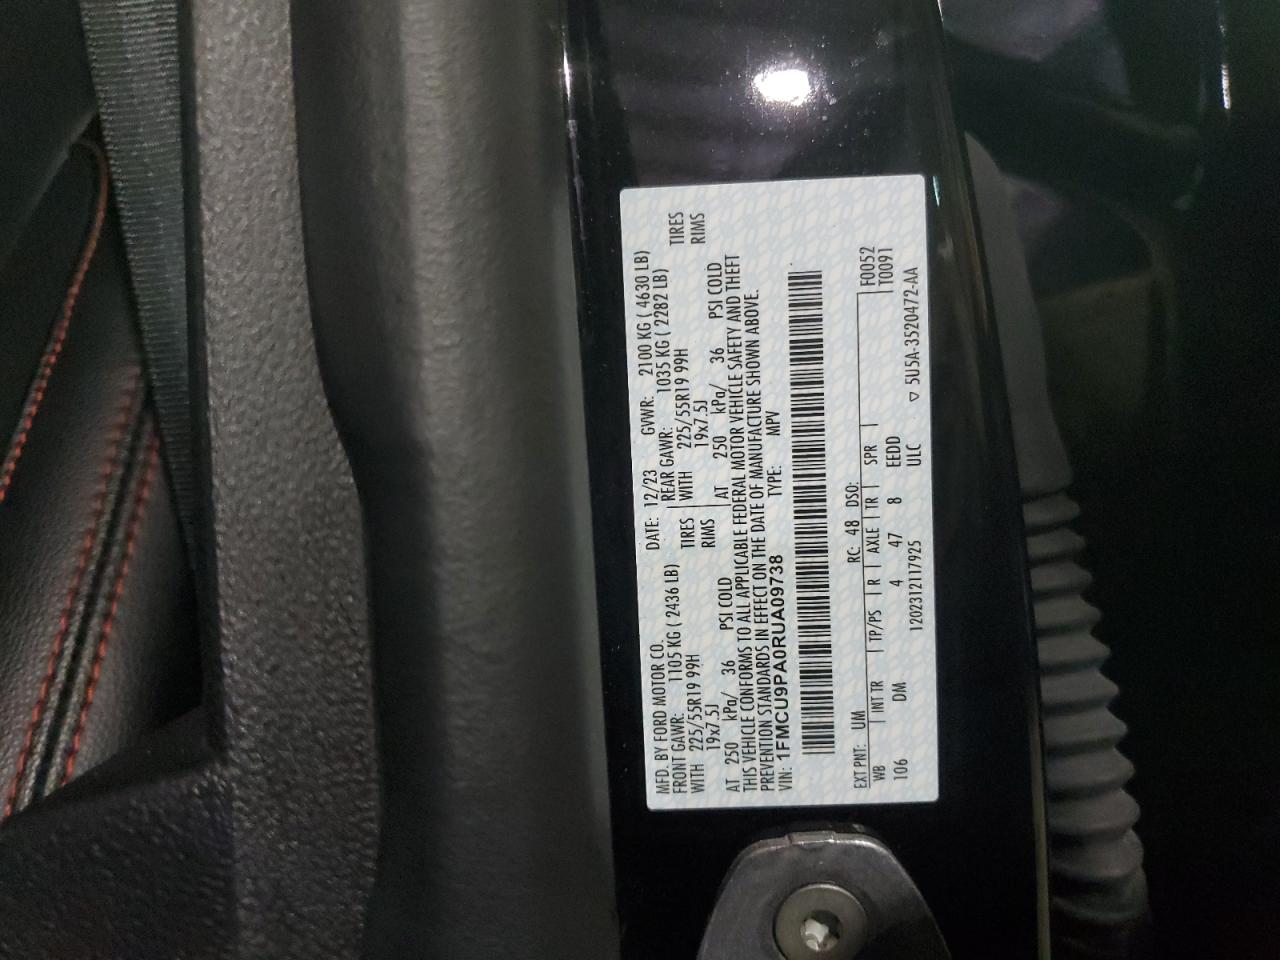 MFD. BY FORD MOTOR CO.
DATE: 12/23 GVWR: 2100 KG ( 4630 LB)
FRONT GAWR: 1105 KG ( 2436 LB)
REAR GAWR: 1035 KG ( 2282 LB)
WITH 225/55R19 99H TIRES
WITH 225/55R19 99H TIRES
19x7.5J RIMS
19x7.5J RIMS
AT 250 kPa/ 36 PSI COLD
AT 250 kPa/ 36 PSI COLD
THIS VEHICLE CONFORMS TO ALL APPLICABLE FEDERAL MOTOR VEHICLE SAFETY AND THEFT
PREVENTION STANDARDS IN EFFECT ON THE DATE OF MANUFACTURE SHOWN ABOVE.
VIN: 1FMCU9PA0RUA09738 TYPE: MPV
EXT PNT: UM RC: 48 DSO: F0052
WB INT TR TP/PS R AXLE TR SPR T0091
106 DM 4 47 8 EEDD
120231211​7925 ULC ▽ 5U5A-3520472-AA